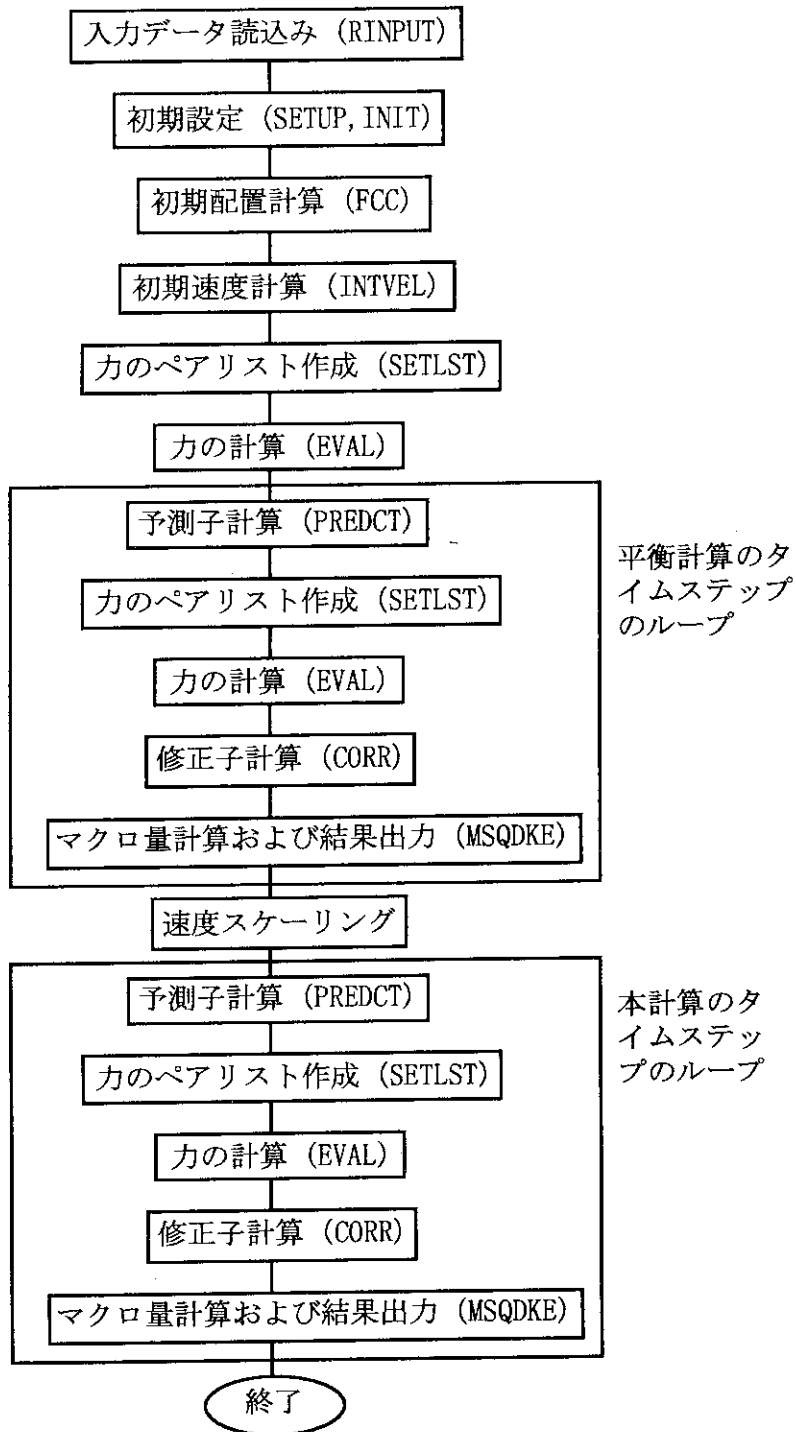 入力データ読込み (RINPUT)
初期設定 (SETUP, INIT)
初期配置計算 (FCC)
初期速度計算 (INTVEL)
力のペアリスト作成 (SETLST)
力の計算 (EVAL)
予測子計算 (PREDCT)
力のペアリスト作成 (SETLST)
力の計算 (EVAL)
修正子計算 (CORR)
マクロ量計算および結果出力 (MSQDKE)
平衡計算のタ
イムステップ
のループ
速度スケーリング
予測子計算 (PREDCT)
力のペアリスト作成 (SETLST)
力の計算 (EVAL)
修正子計算 (CORR)
マクロ量計算および結果出力 (MSQDKE)
本計算のタ
イムステッ
プのループ
終了